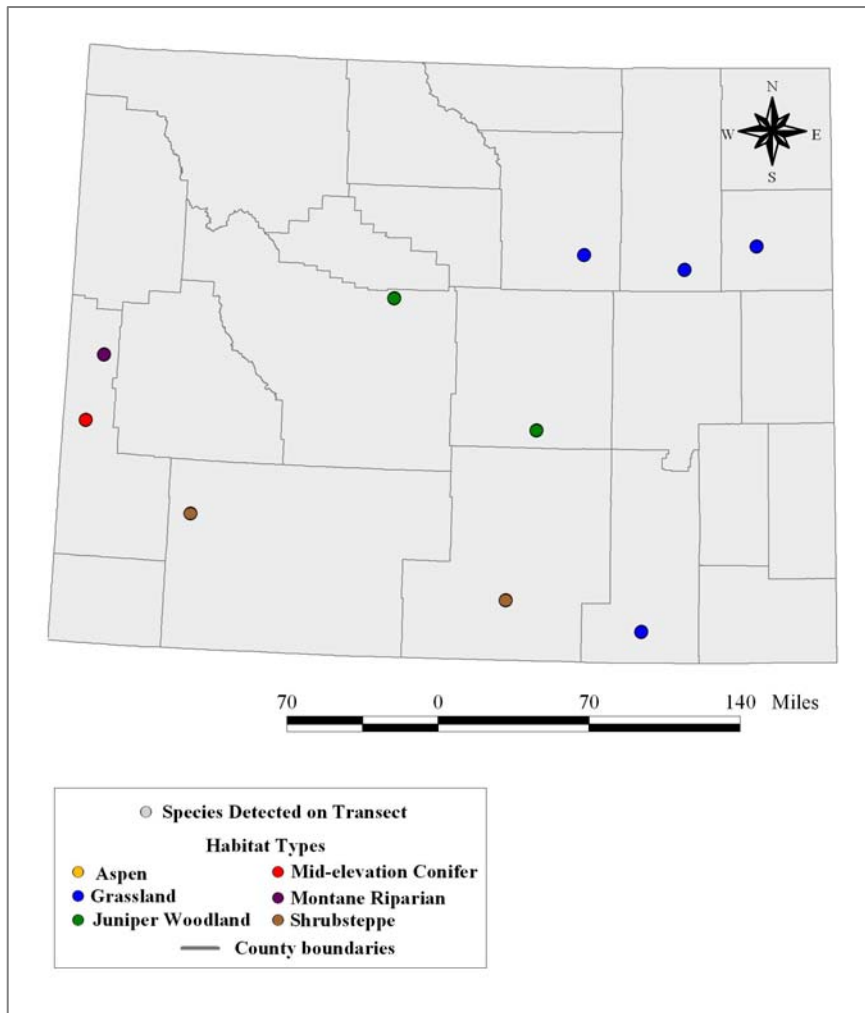 N
W E
S
70 0 70 140 Miles
Species Detected on Transect
Habitat Types
Aspen Mid-elevation Conifer
Grassland Montane Riparian
Juniper Woodland Shrubsteppe
County boundaries